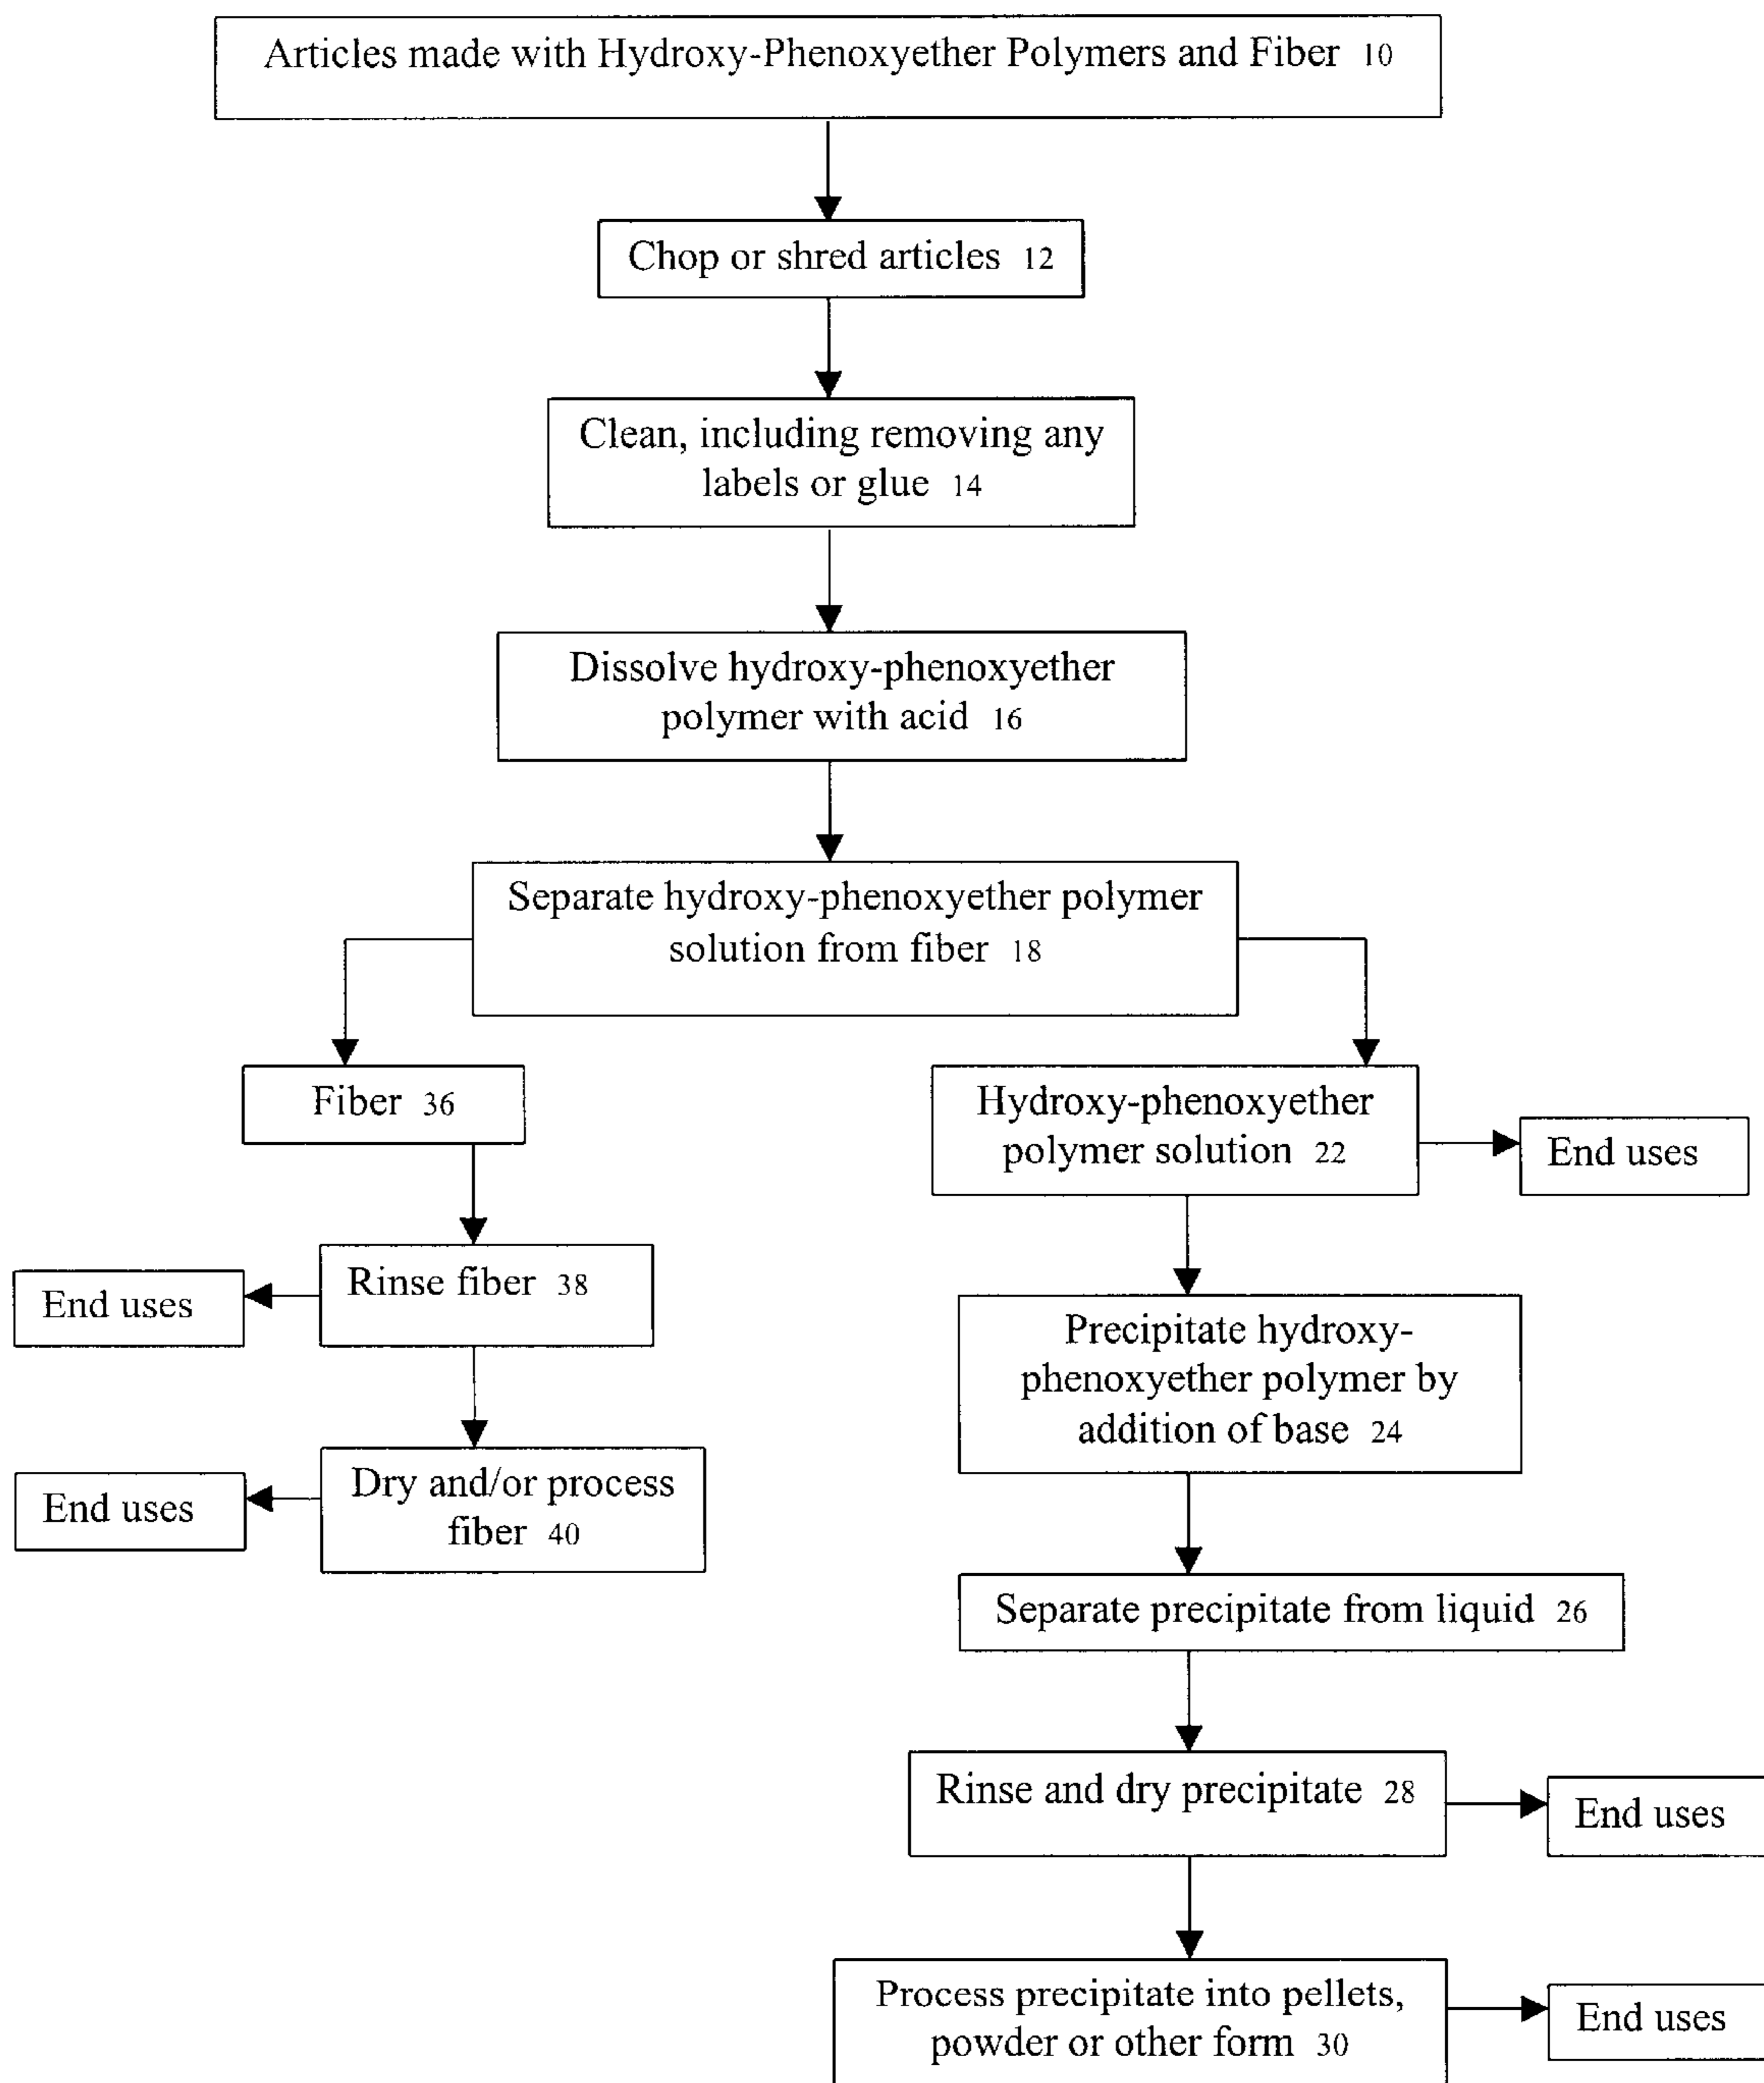 Articles made with Hydroxy-Phenoxyether Polymers and Fiber 10
Chop or shred articles 12
Clean, including removing any
labels or glue 14
Dissolve hydroxy-phenoxyether
polymer with acid 16
Separate hydroxy-phenoxyether polymer
solution from fiber 18
Fiber 36
Rinse fiber 38
End uses
Dry and/or process
fiber 40
End uses
Hydroxy-phenoxyether
polymer solution 22
End uses
Precipitate hydroxy-
phenoxyether polymer by
addition of base 24
Separate precipitate from liquid 26
Rinse and dry precipitate 28
End uses
Process precipitate into pellets,
powder or other form 30
End uses